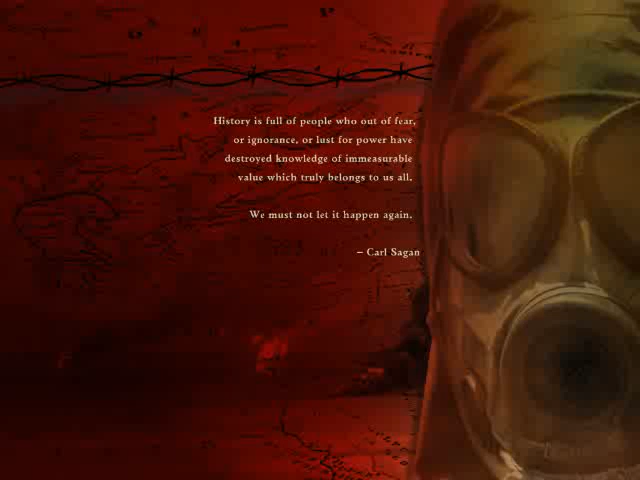 History is full of people who out of fear,
or ignorance, or lust for power have
destroyed knowledge of immeasurable
value which truly belongs to us all.
We must not let it happen again.
– Carl Sagan